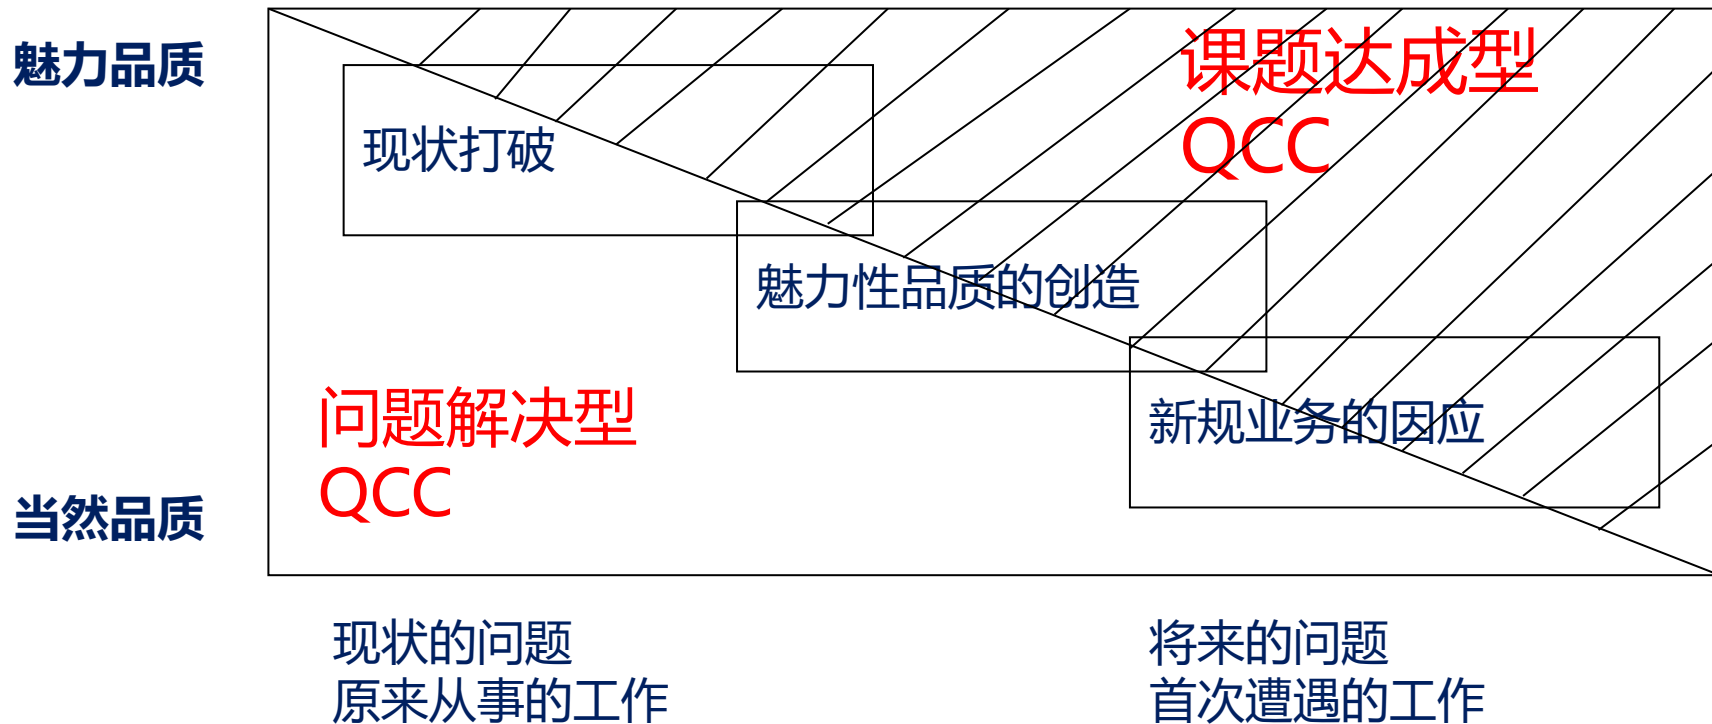 魅力品质
课题达成型
QCC
现状打破
魅力性品质的创造
问题解决型
QCC
新规业务的因应
当然品质
现状的问题
原来从事的工作
将来的问题
首次遭遇的工作